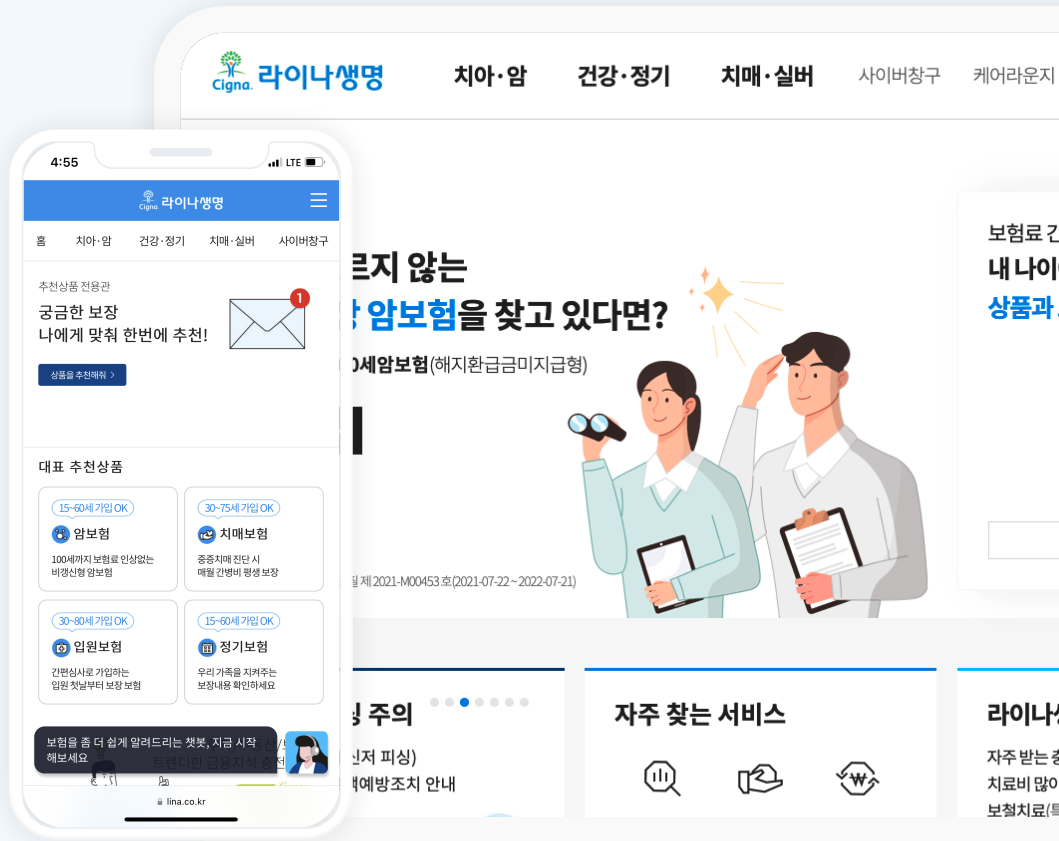 Cigna. 라이나생명
치아·암 건강·정기 치매·실버 사이버창구 케어라운지
4:55 LTE
Cigna. 라이나생명
홈 치아·암 건강·정기 치매·실버 사이버창구
추천상품 전용관
궁금한 보장
나에게 맞춰 한번에 추천!
1
상품을 추천해줘 >
대표 추천상품
15~60세 가입 OK
암보험
100세까지 보험료 인상없는
비갱신형 암보험
30~75세 가입 OK
치매보험
중증치매 진단 시
매월 간병비 평생 보장
30~80세 가입 OK
입원보험
간편심사로 가입하는
입원 첫날부터 보장 보험
15~60세 가입 OK
정기보험
우리 가족을 지켜주는
보장내용 확인하세요
보험을 좀 더 쉽게 알려드리는 챗봇, 지금 시작
해보세요
트렌디한 금융지식 충전
lina.co.kr
르지 않는
암보험을 찾고 있다면?
0세암보험(해지환급금미지급형)
필 제 2021-M00453 호(2021-07-22 ~ 2022-07-21)
보험료 간
내 나이
상품과
싱 주의
신저 피싱)
책예방조치 안내
자주 찾는 서비스
라이나생
자주 받는 충
치료비 많이
보철치료(특